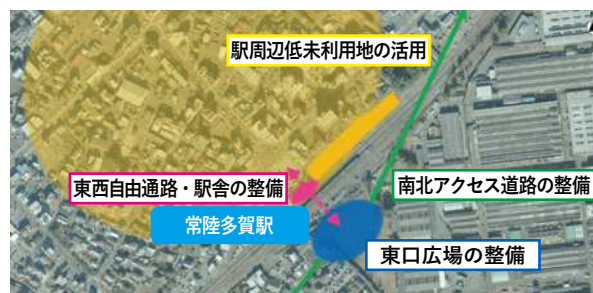 駅周辺低未利用地の活用
東西自由通路・駅舎の整備
南北アクセス道路の整備
常陸多賀駅
東口広場の整備